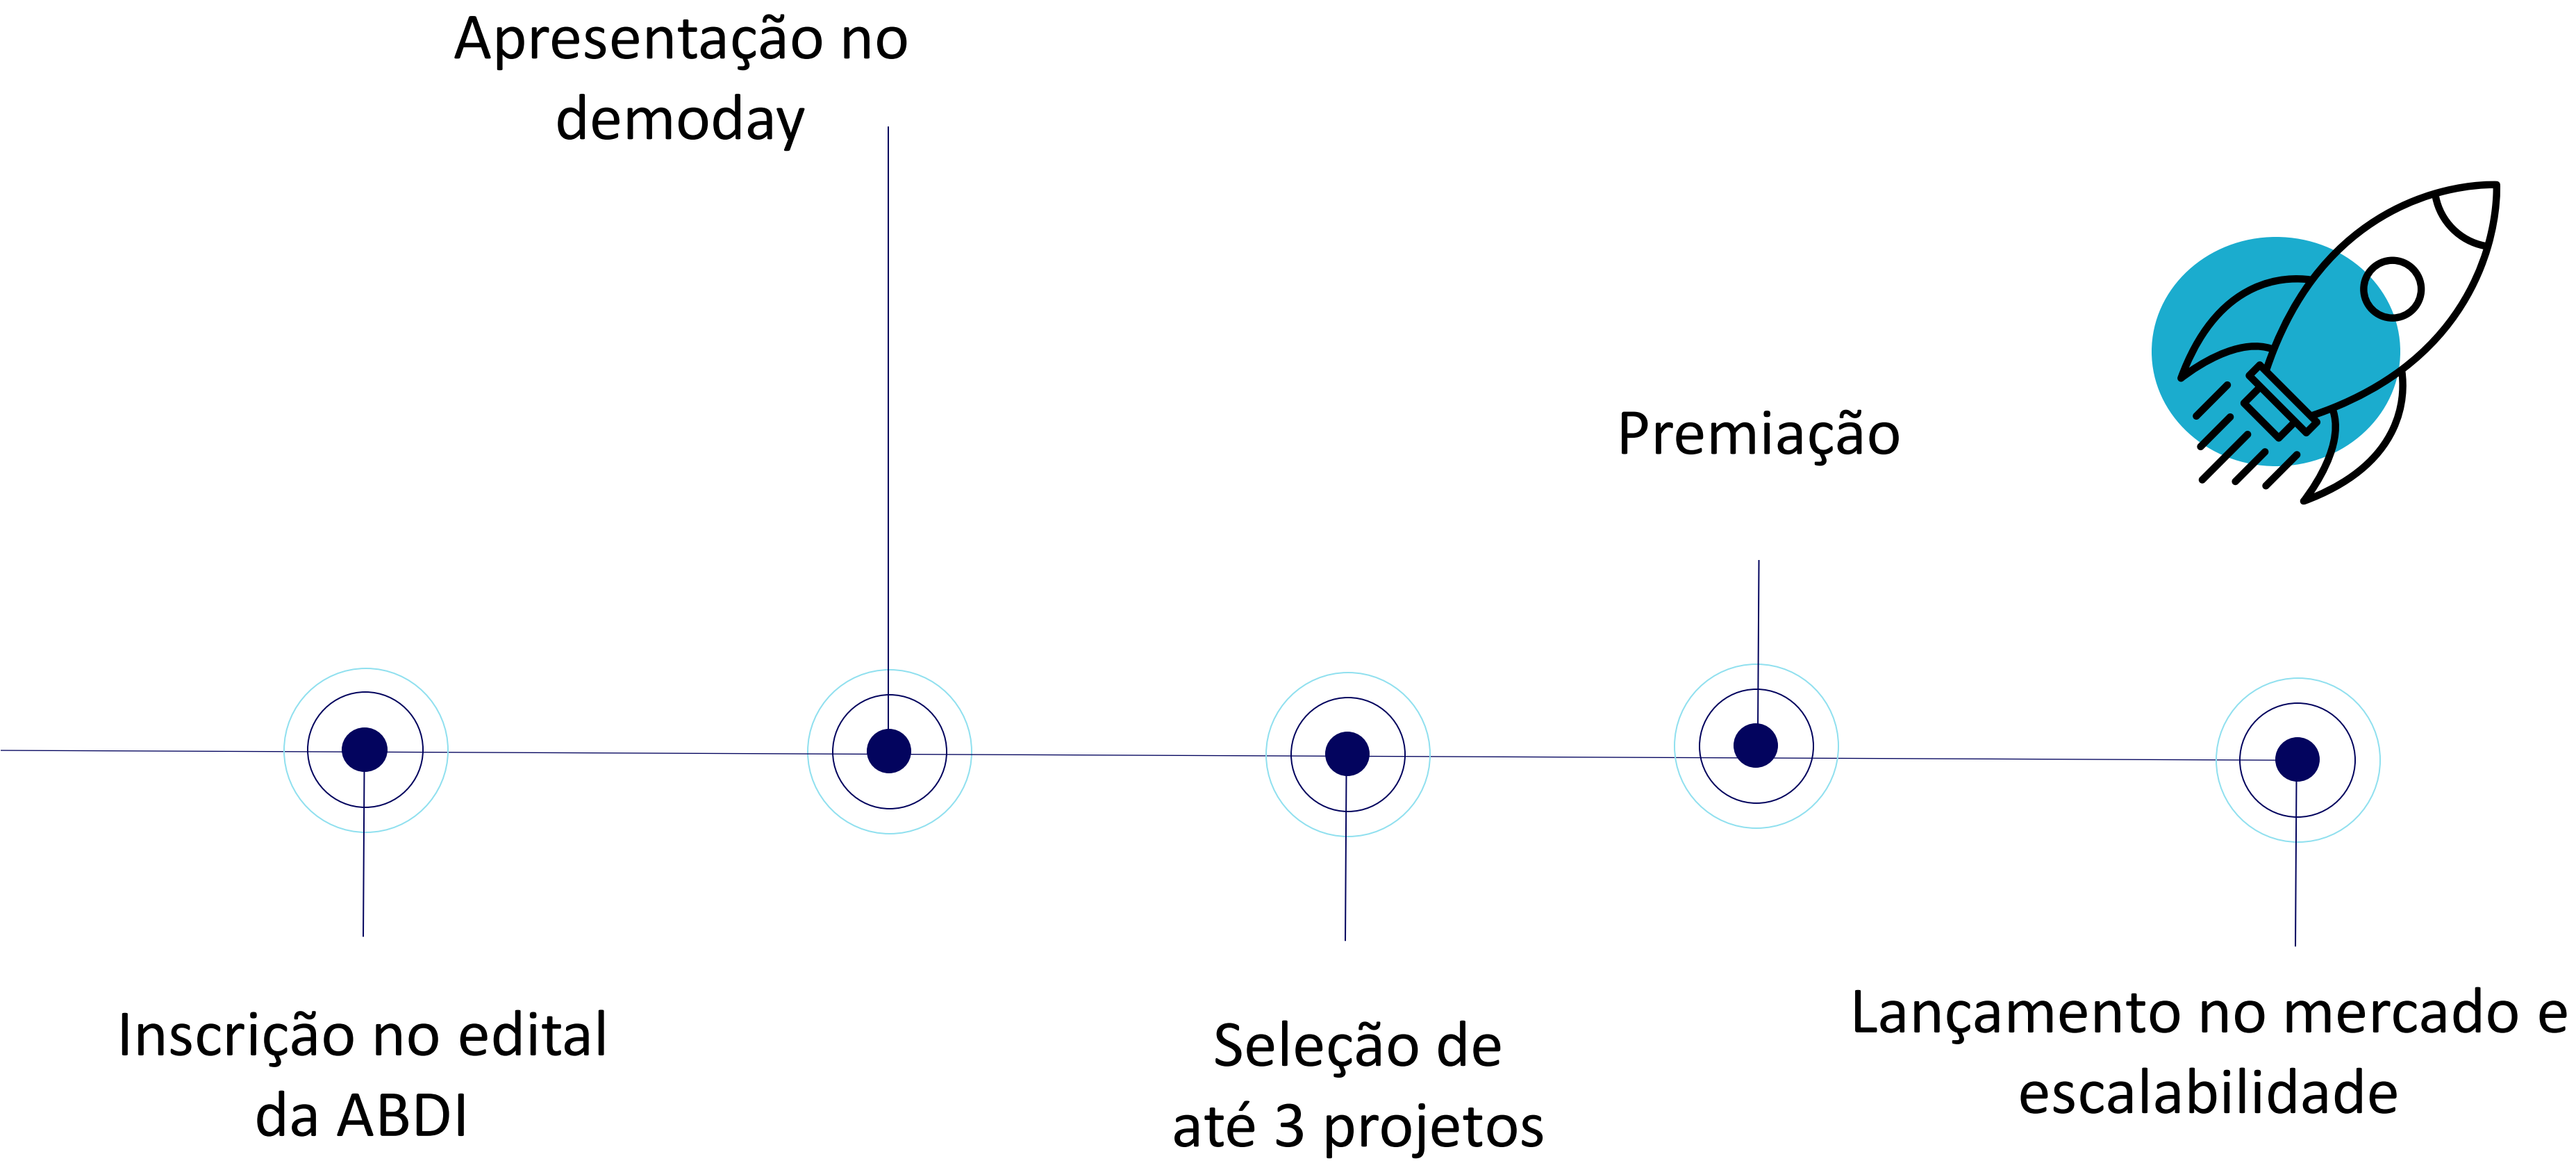 Apresentação no
demoday
Premiação
Inscrição no edital
da ABDI
Seleção de
até 3 projetos
Lançamento no mercado e
escalabilidade